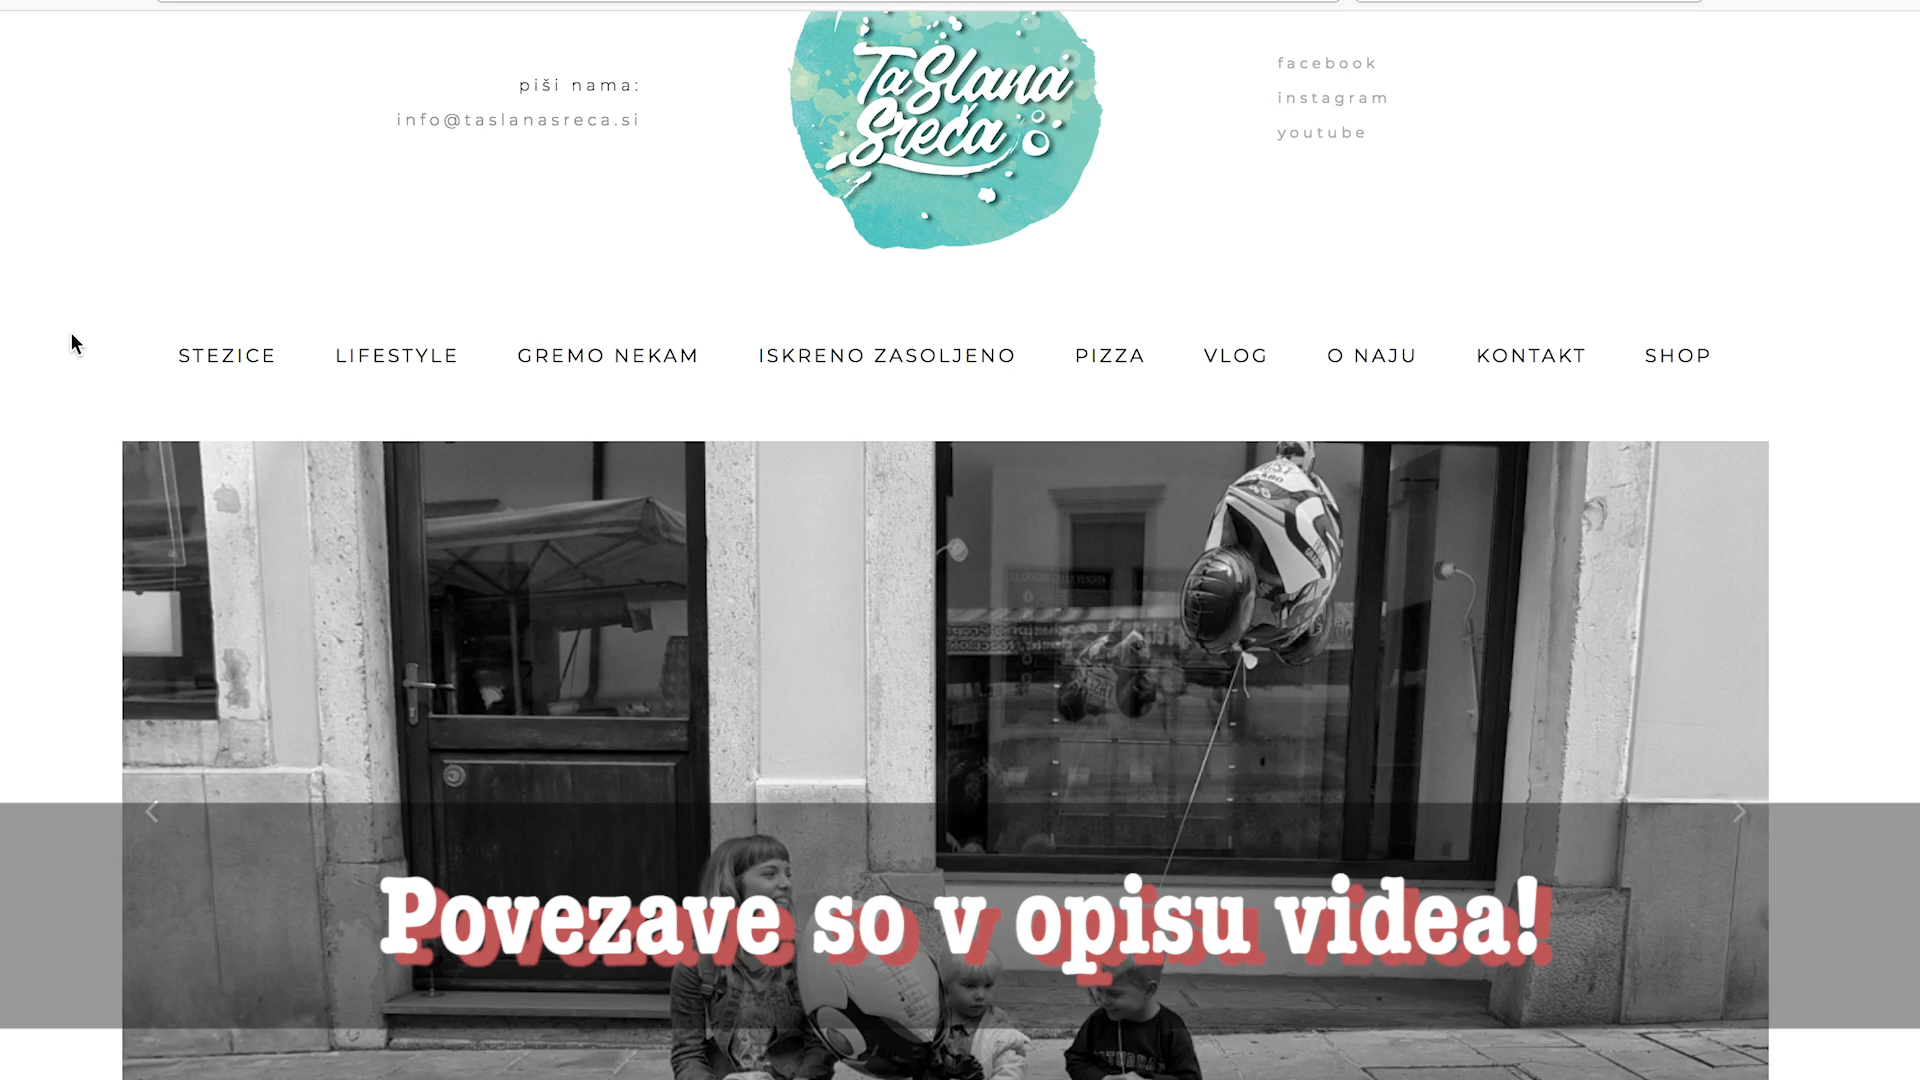 piši nama:
info@taslanasreca.si
Ta Slana
Sreča
facebook
instagram
youtube
STEZICE LIFESTYLE GREMO NEKAM ISKRENO ZASOLJENO PIZZA VLOG O NAJU KONTAKT SHOP
Povezave so v opisu videa!